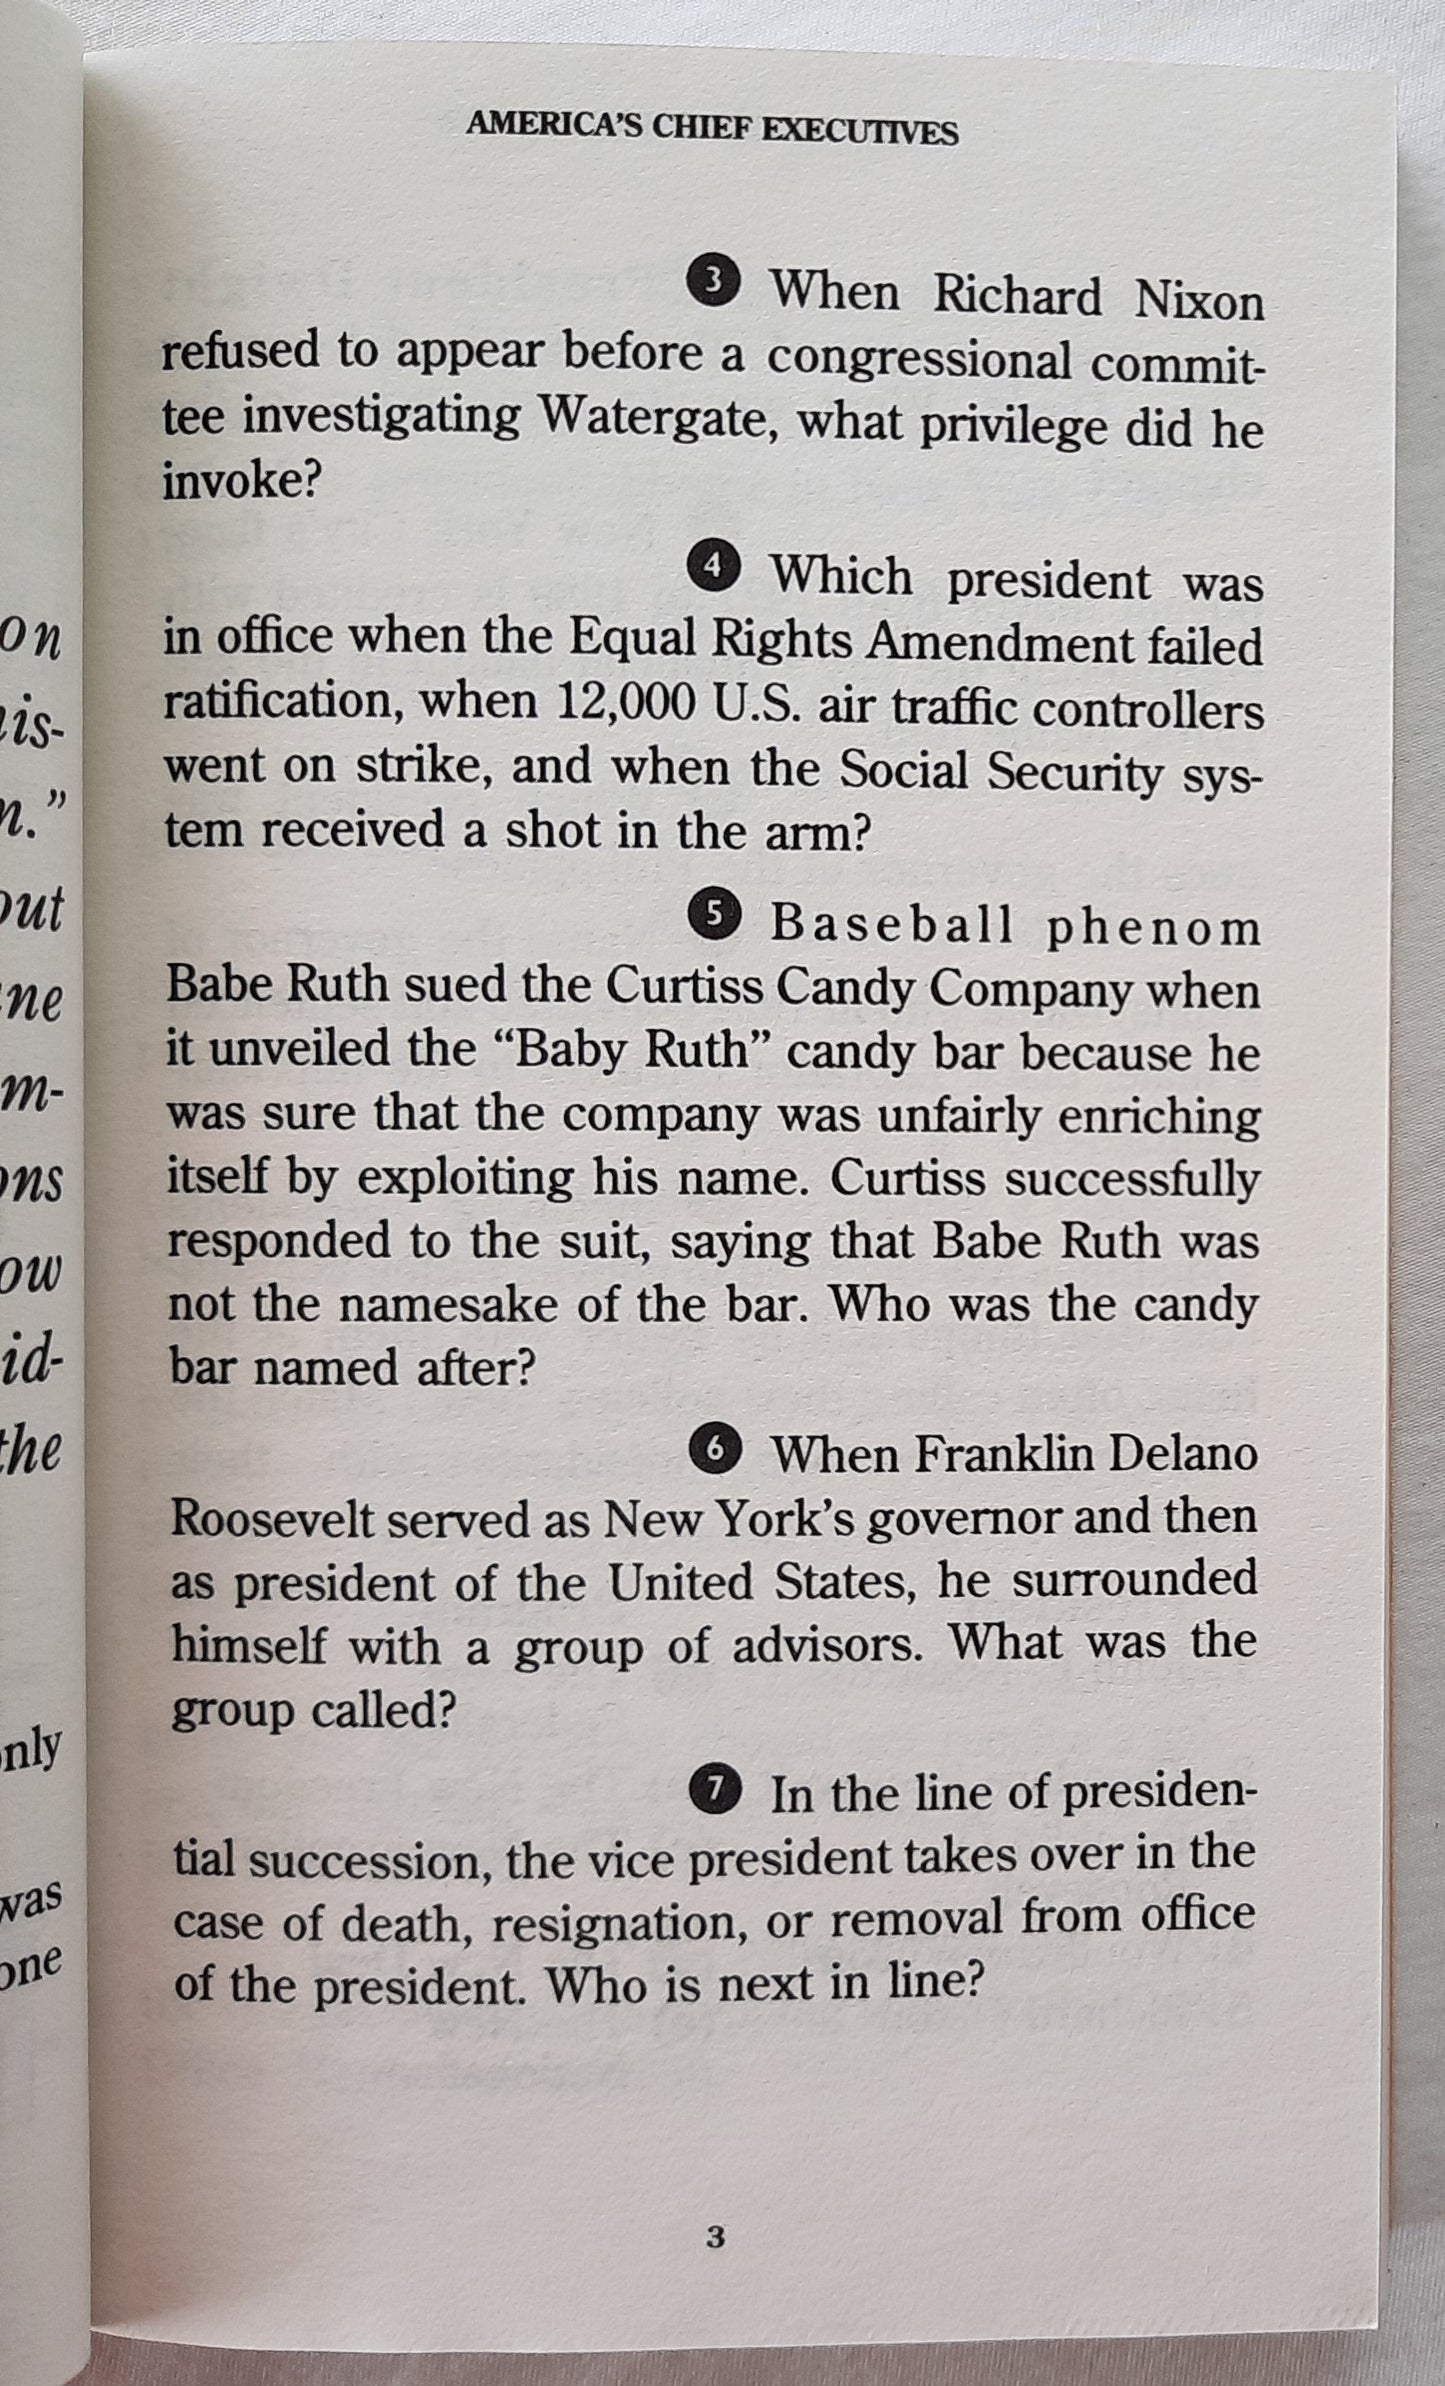 AMERICA'S CHIEF EXECUTIVES
3 When Richard Nixon
refused to appear before a congressional commit-
tee investigating Watergate, what privilege did he
invoke?
4 Which president was
in office when the Equal Rights Amendment failed
ratification, when 12,000 U.S. air traffic controllers
went on strike, and when the Social Security sys-
tem received a shot in the arm?
5 Baseball phenom
Babe Ruth sued the Curtiss Candy Company when
it unveiled the “Baby Ruth” candy bar because he
was sure that the company was unfairly enriching
itself by exploiting his name. Curtiss successfully
responded to the suit, saying that Babe Ruth was
not the namesake of the bar. Who was the candy
bar named after?
6 When Franklin Delano
Roosevelt served as New York's governor and then
as president of the United States, he surrounded
himself with a group of advisors. What was the
group called?
7 In the line of presiden-
tial succession, the vice president takes over in the
case of death, resignation, or removal from office
of the president. Who is next in line?
3